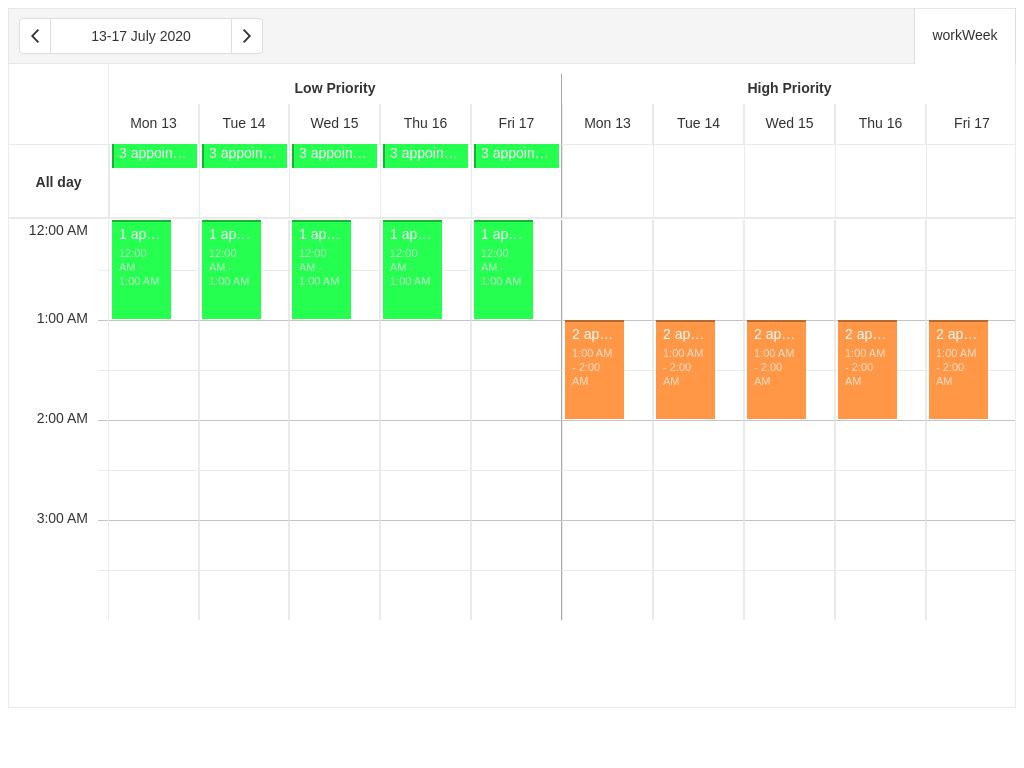 13-17 July 2020
workWeek
Low Priority
High Priority
Mon 13
Tue 14
Wed 15
Thu 16
Fri 17
Mon 13
Tue 14
Wed 15
Thu 16
Fri 17
All day
3 appoin…
3 appoin…
3 appoin…
3 appoin…
3 appoin…
12:00 AM
1 ap…
12:00
AM -
1:00 AM
1 ap…
12:00
AM -
1:00 AM
1 ap…
12:00
AM -
1:00 AM
1 ap…
12:00
AM -
1:00 AM
1 ap…
12:00
AM -
1:00 AM
1:00 AM
2 ap…
1:00 AM
- 2:00
AM
2 ap…
1:00 AM
- 2:00
AM
2 ap…
1:00 AM
- 2:00
AM
2 ap…
1:00 AM
- 2:00
AM
2 ap…
1:00 AM
- 2:00
AM
2:00 AM
3:00 AM